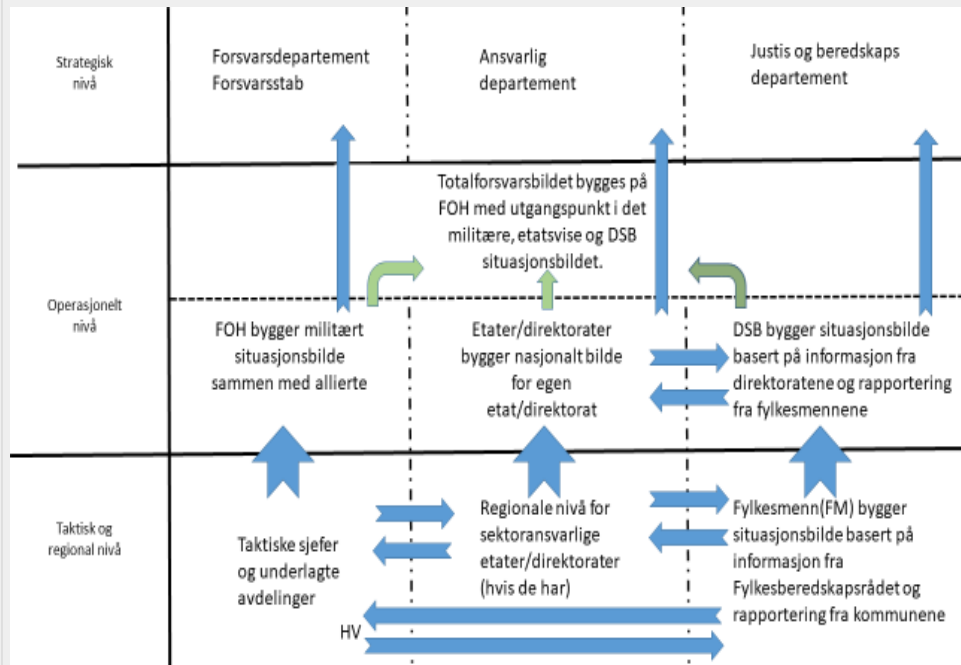 Strategisk
nivå
Forsvarsdepartement
Forsvarsstab
Ansvarlig
departement
Justis og beredskaps
departement
Operasjonelt
nivå
Totalforsvarsbildet bygges på
FOH med utgangspunkt i det
militære, etatsvise og DSB
situasjonsbildet.
FOH bygger militært
situasjonsbilde
sammen med allierte
Etater/direktorater
bygger nasjonalt bilde
for egen
etat/direktorat
DSB bygger situasjonsbilde
basert på informasjon fra
direktoratene og rapportering
fra fylkesmennene
Taktisk og
regional nivå
Taktiske sjefer
og underlagte
avdelinger
HV
Regionale nivå for
sektoransvarlige
etater/direktorater
(hvis de har)
Fylkesmenn(FM) bygger
situasjonsbilde basert på
informasjon fra
Fylkesberedskapsrådet og
rapportering fra kommunene